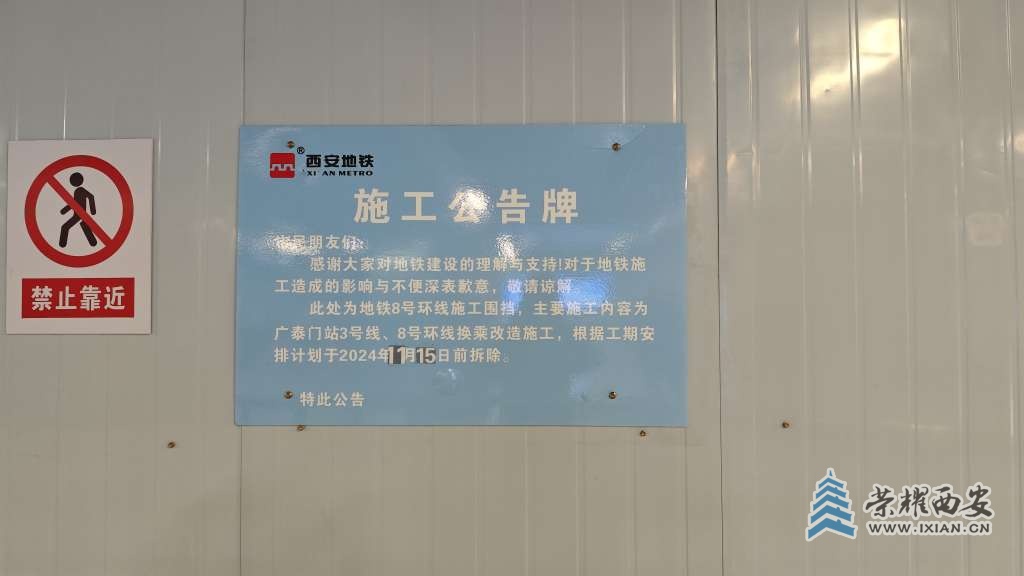 禁止靠近
西安地铁
XI'AN METRO
施工公告牌
市民朋友们:
感谢大家对地铁建设的理解与支持!对于地铁施
工造成的影响与不便深表歉意,敬请谅解。
此处为地铁8号环线施工围挡,主要施工内容为
广泰门站3号线、8号环线换乘改造施工,根据工期安
排计划于2024年11月15日前拆除。
特此公告
荣耀西安
WWW.IXIAN.CN